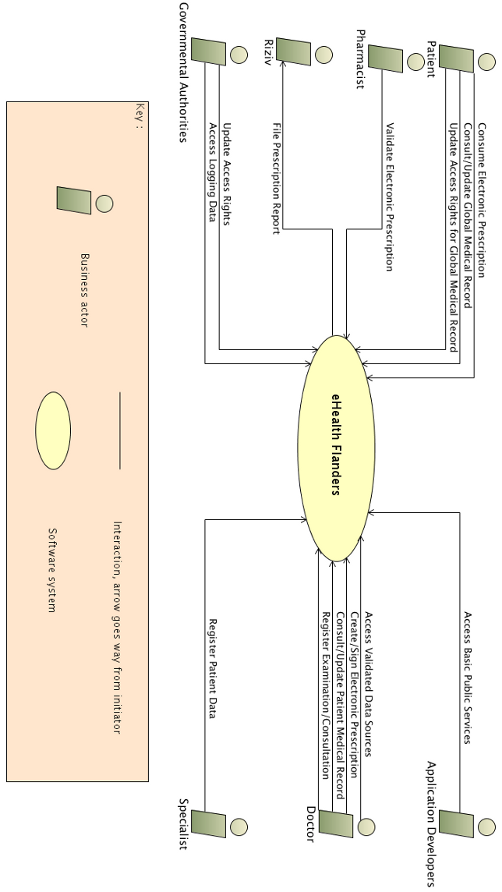 Patient
Consume Electronic Prescription
Consult/Update Global Medical Record
Update Access Rights for Global Medical Record
Pharmacist
Validate Electronic Prescription
Riziv
File Prescription Report
Governmental Authorities
Update Access Rights
Access Logging Data
eHealth Flanders
Access Basic Public Services
Application Developers
Access Validated Data Sources
Create/Sign Electronic Prescription
Consult/Update Patient Medical Record
Register Examination/Consultation
Doctor
Register Patient Data
Specialist
Key :
Business actor
Interaction, arrow goes way from initiator
Software system